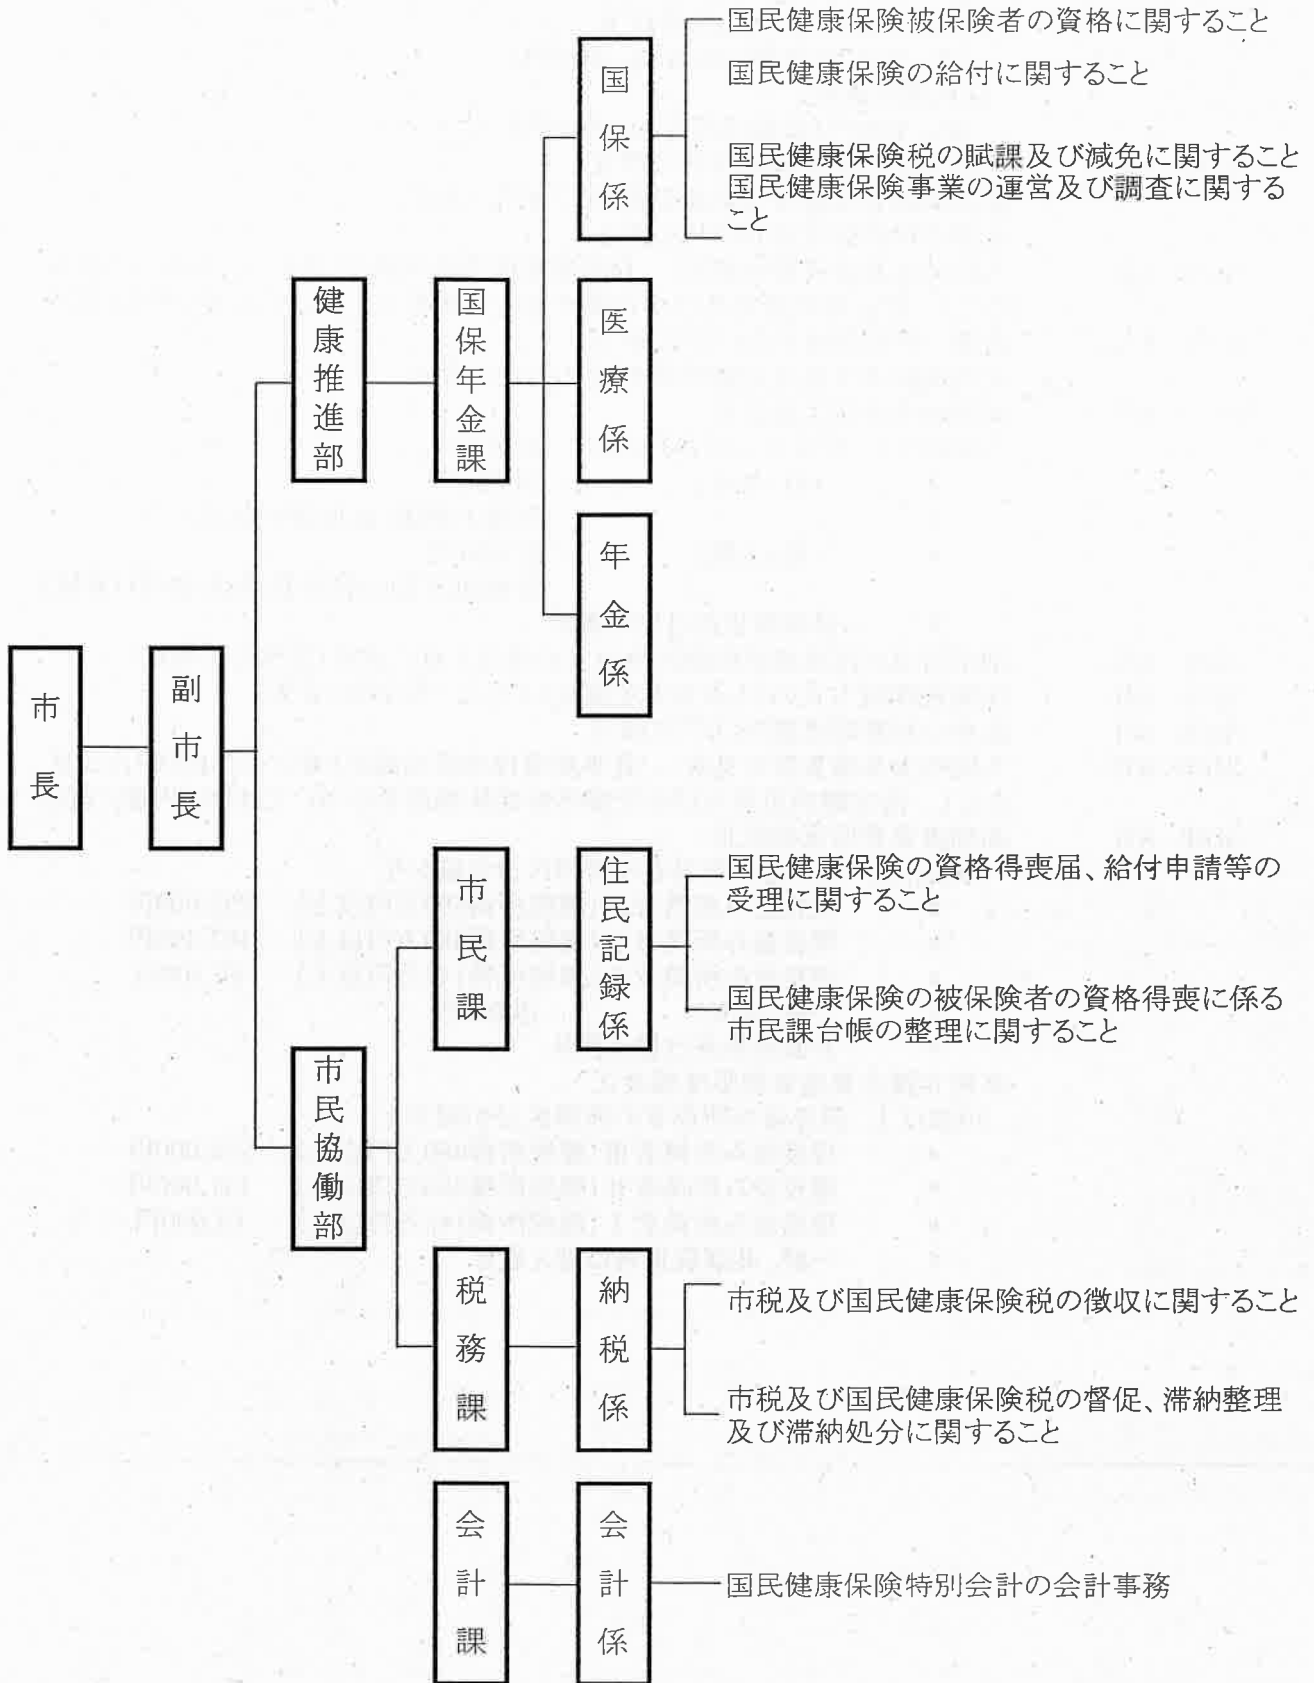 市長
副市長
健康推進部
国保年金課
国保係
国民健康保険被保険者の資格に関すること
国民健康保険の給付に関すること
国民健康保険税の賦課及び減免に関すること
国民健康保険事業の運営及び調査に関する
こと
医療係
年金係
市民協働部
市民課
住民記録係
国民健康保険の資格得喪届、給付申請等の
受理に関すること
国民健康保険の被保険者の資格得喪に係る
市民課台帳の整理に関すること
税務課
納税係
市税及び国民健康保険税の徴収に関すること
市税及び国民健康保険税の督促、滞納整理
及び滞納処分に関すること
会計課
会計係
国民健康保険特別会計の会計事務